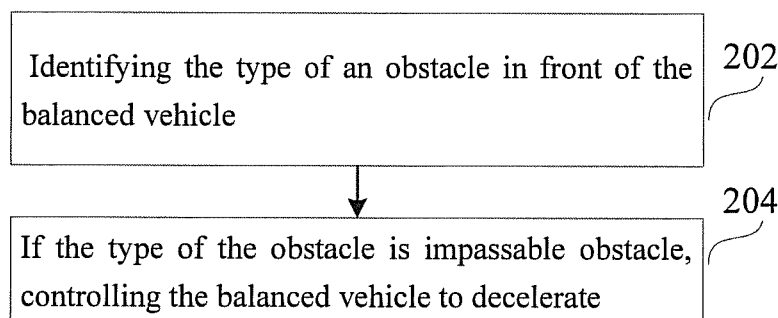 Identifying the type of an obstacle in front of the
balanced vehicle
202
If the type of the obstacle is impassable obstacle,
controlling the balanced vehicle to decelerate
204